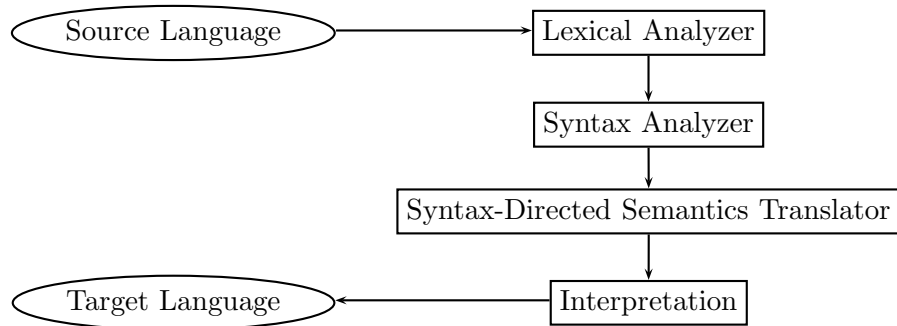 Source Language
Lexical Analyzer
Syntax Analyzer
Syntax-Directed Semantics Translator
Interpretation
Target Language